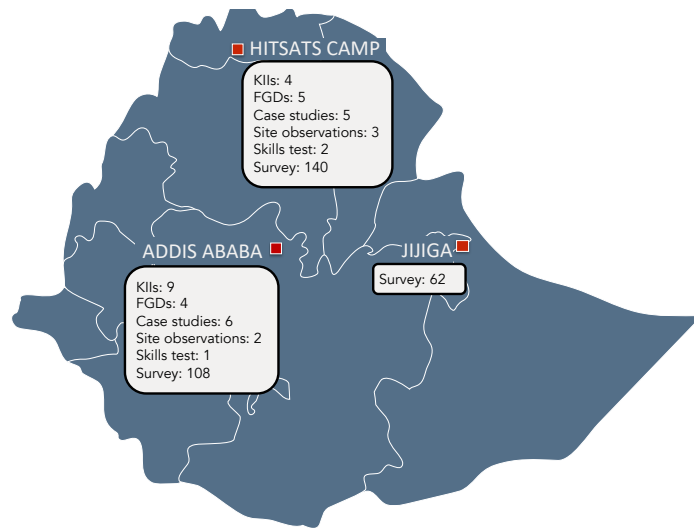 HITSATS CAMP
KIIs: 4
FGDs: 5
Case studies: 5
Site observations: 3
Skills test: 2
Survey: 140
ADDIS ABABA
KIIs: 9
FGDs: 4
Case studies: 6
Site observations: 2
Skills test: 1
Survey: 108
JIJIGA
Survey: 62